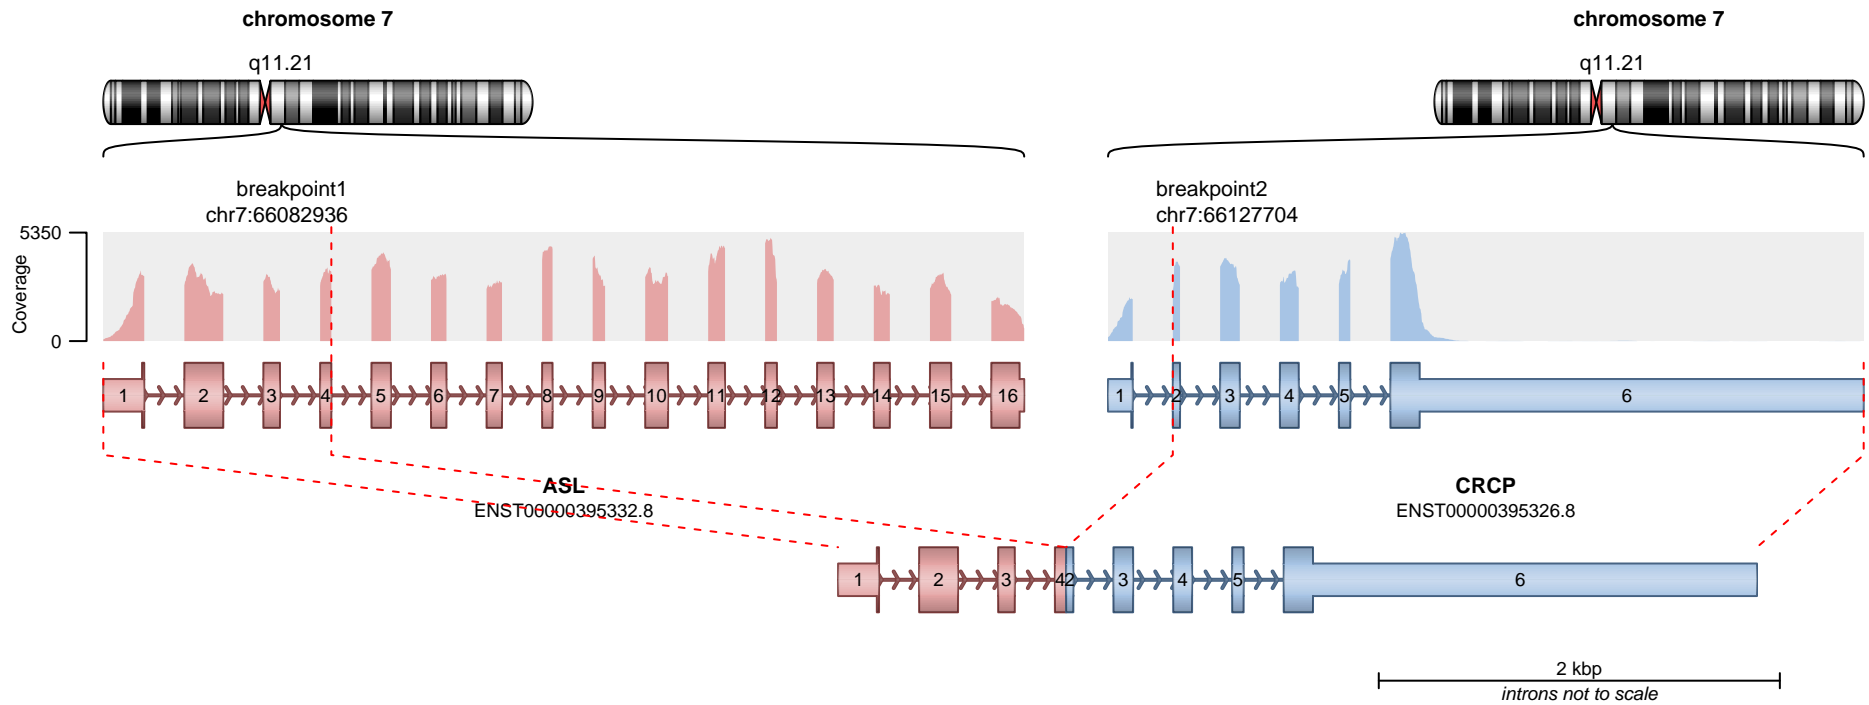 chromosome 7
chromosome 7
q11.21
q11.21
breakpoint1
chr7:66082936
breakpoint2
chr7:66127704
5350
Coverage
0
1 2 3 4 5 6 7 8 9 10 11 12 13 14 15 16
1 2 3 4 5 6
ASL
ENST00000395332.8
CRCP
ENST00000395326.8
1 2 3 4 2 3 4 5 6
2 kbp
introns not to scale